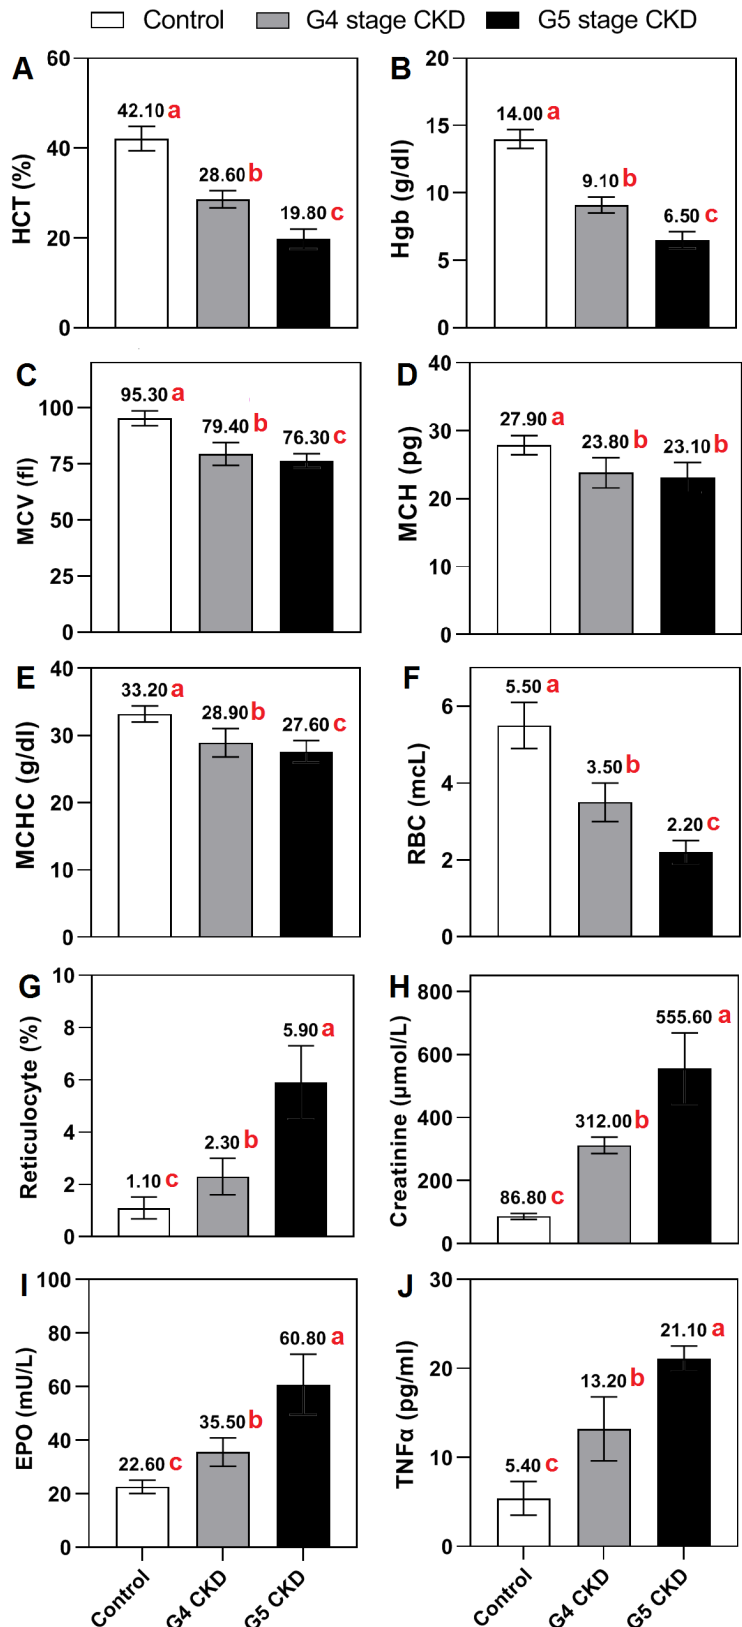 Control G4 stage CKD G5 stage CKD
A
HCT (%)
60
40
20
0
42.10 a
28.60 b
19.80 c
B
Hgb (g/dl)
20
15
10
5
0
14.00 a
9.10 b
6.50 c
C
MCV (fl)
100
75
50
25
0
95.30 a
79.40 b
76.30 c
D
MCH (pg)
40
30
20
10
0
27.90 a
23.80 b
23.10 b
E
MCHC (g/dl)
40
30
20
10
0
33.20 a
28.90 b
27.60 c
F
RBC (mcL)
6
4
2
0
5.50 a
3.50 b
2.20 c
G
Reticulocyte (%)
10
8
6
4
2
0
1.10 c
2.30 b
5.90 a
H
Creatinine (µmol/L)
800
600
400
200
0
86.80 c
312.00 b
555.60 a
I
EPO (mU/L)
100
80
60
40
20
0
22.60 c
35.50 b
60.80 a
Control
G4 CKD
G5 CKD
J
TNFα (pg/ml)
30
20
10
0
5.40 c
13.20 b
21.10 a
Control
G4 CKD
G5 CKD